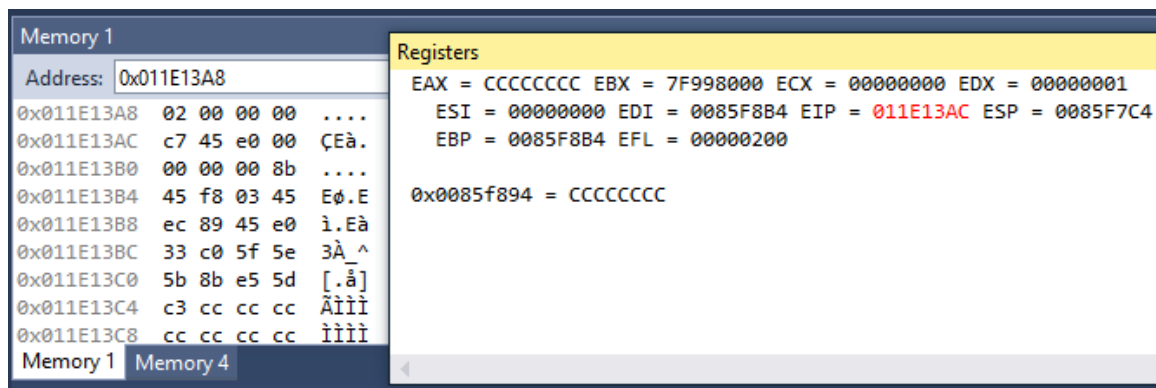 Memory 1
Address: 0x011E13A8
0x011E13A8 02 00 00 00 ....
0x011E13AC c7 45 e0 00 ÇEà.
0x011E13B0 00 00 00 8b ....
0x011E13B4 45 f8 03 45 Eø.E
0x011E13B8 ec 89 45 e0 ì.Eà
0x011E13BC 33 c0 5f 5e 3À_^
0x011E13C0 5b 8b e5 5d [.å]
0x011E13C4 c3 cc cc cc ÃÌÌÌ
0x011E13C8 cc cc cc cc ÌÌÌÌ
Memory 1 Memory 4
Registers
EAX = CCCCCCCC EBX = 7F998000 ECX = 00000000 EDX = 00000001
ESI = 00000000 EDI = 0085F8B4 EIP = 011E13AC ESP = 0085F7C4
EBP = 0085F8B4 EFL = 00000200
0x0085f894 = CCCCCCCC